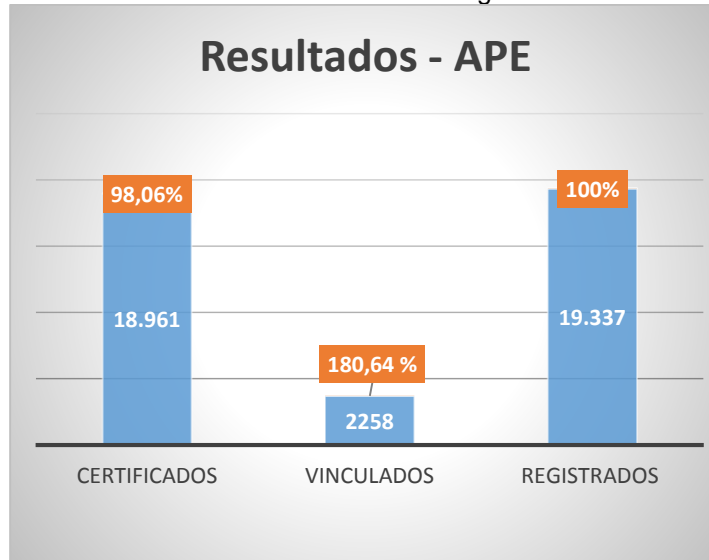 Resultados - APE
98,06%
100%
18.961
19.337
180,64 %
2258
CERTIFICADOS
VINCULADOS
REGISTRADOS